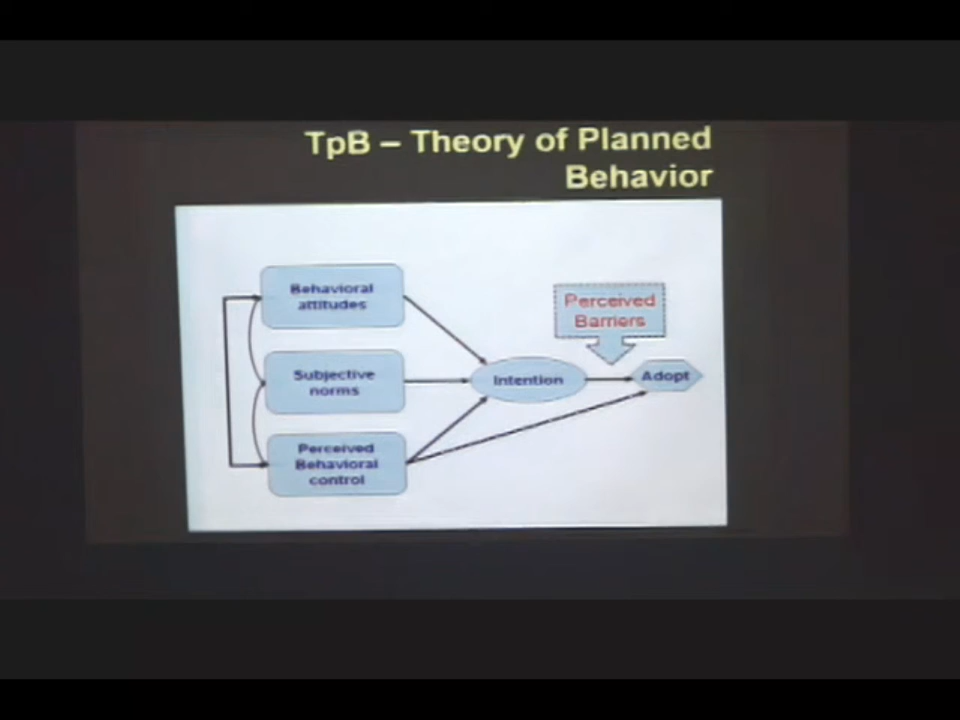 TpB – Theory of Planned
Behavior
Behavioral
attitudes
Perceived
Barriers
Subjective
norms
Intention
Adopt
Perceived
Behavioral
control